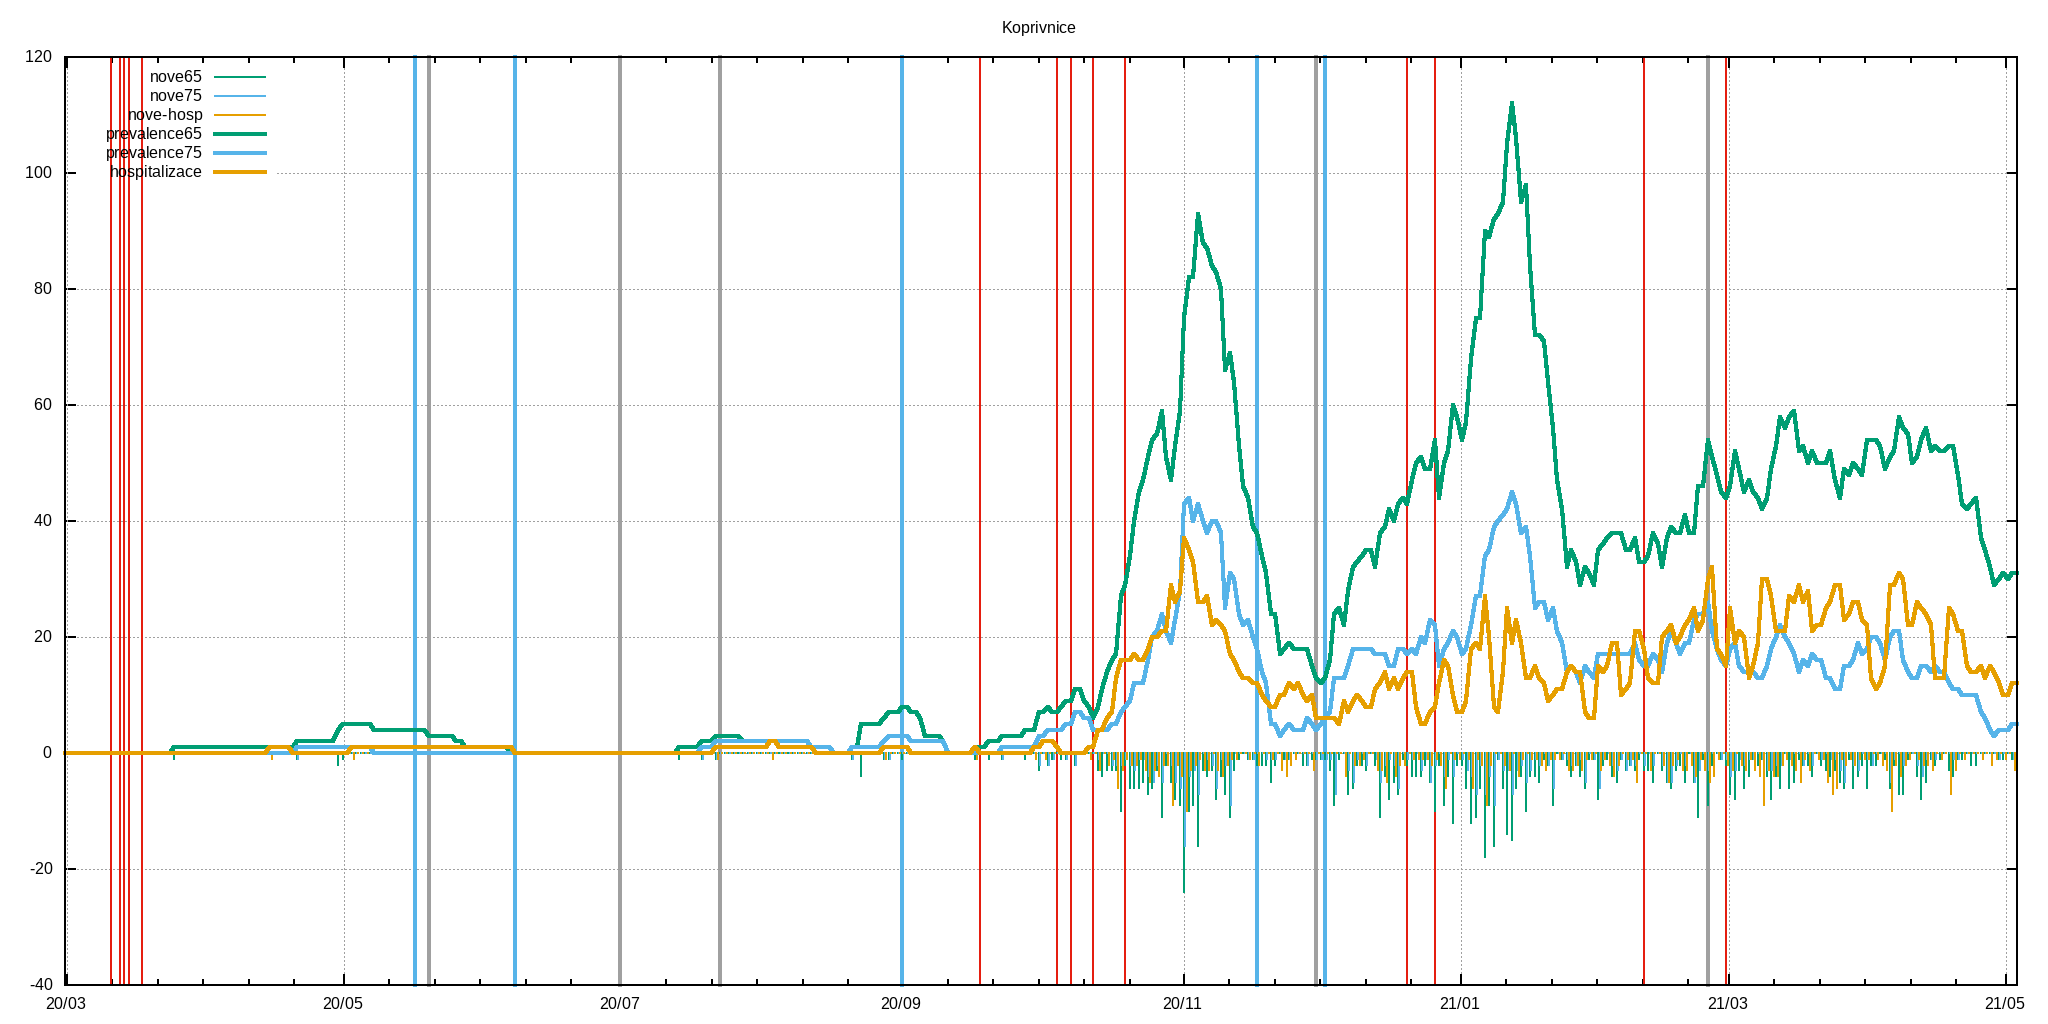 Koprivnice
120
100
80
60
40
20
0
-20
-40
nove65
nove75
nove-hosp
prevalence65
prevalence75
hospitalizace
20/03 20/05 20/07 20/09 20/11 21/01 21/03 21/05